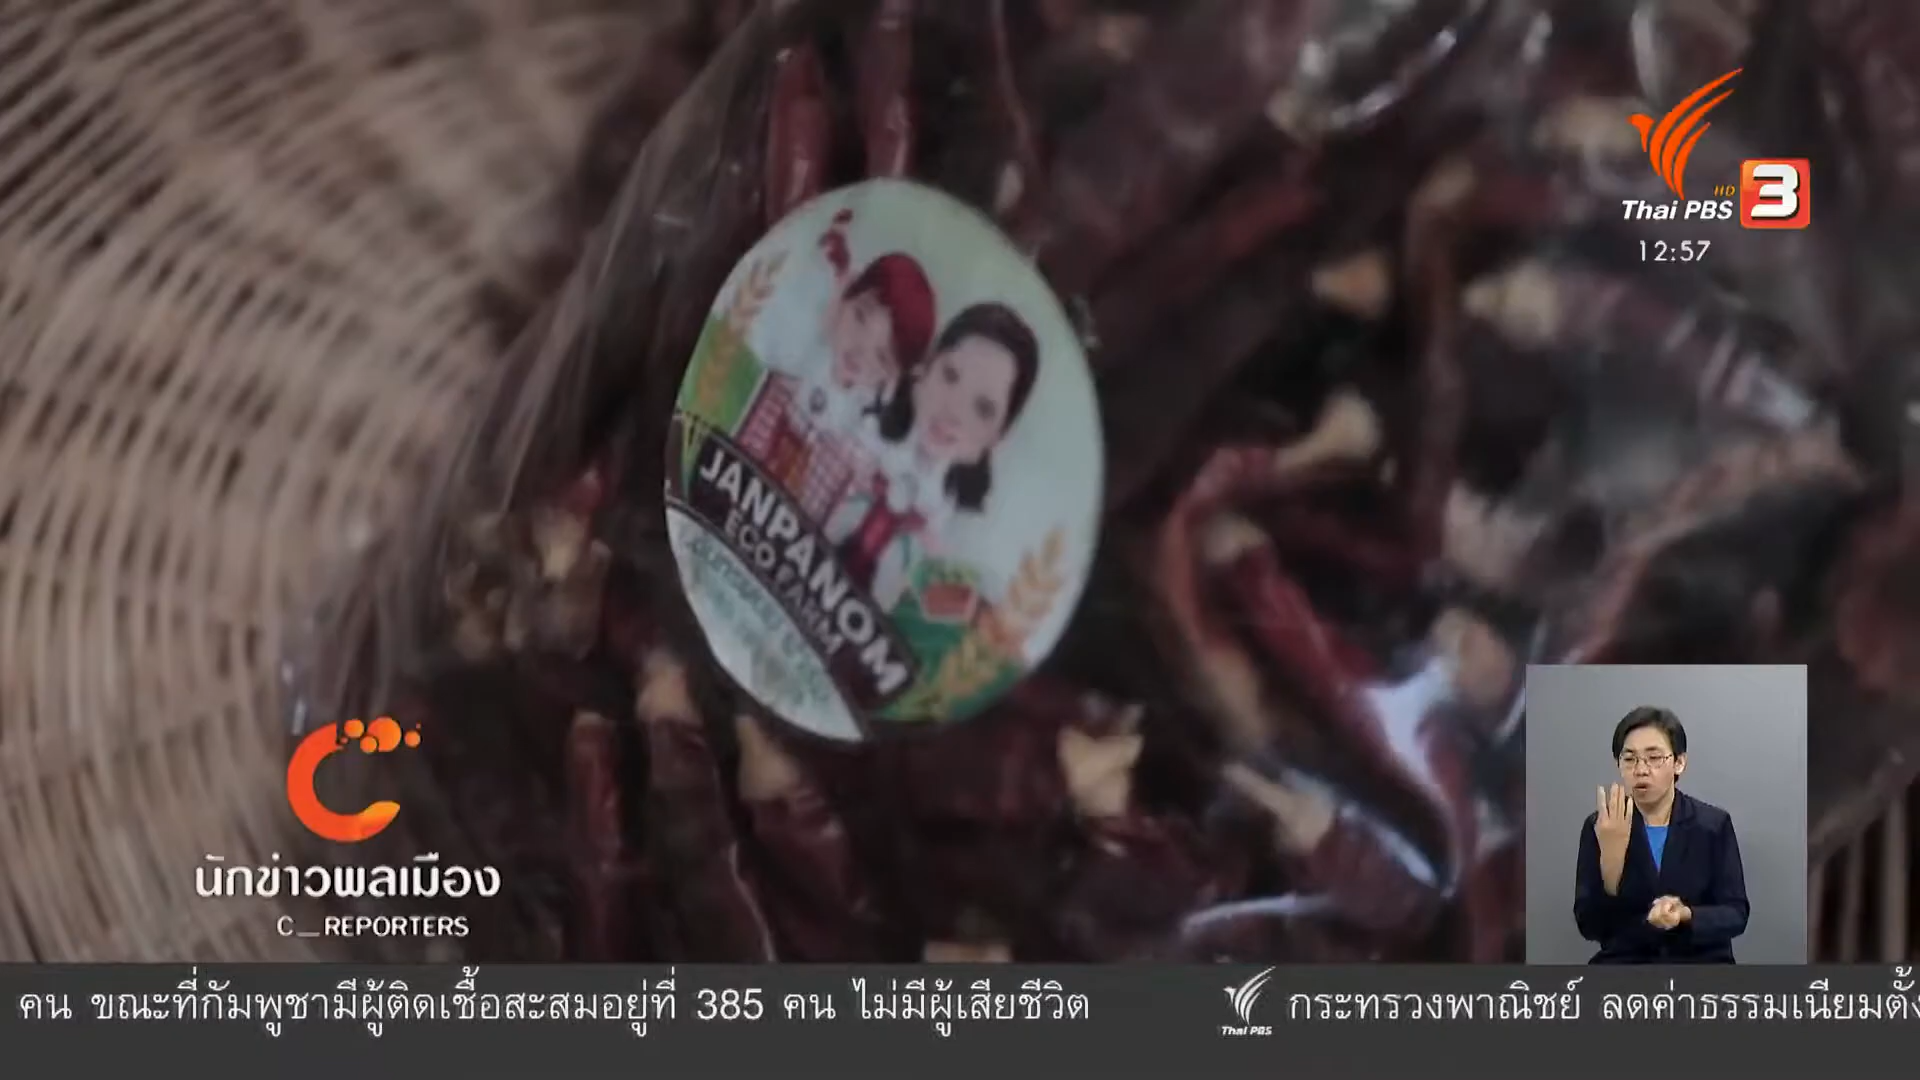 HD
Thai PBS 3
12:57
JANPANOM
ECO FARM
นักข่าวพลเมือง
C_REPORTERS
คน ขณะที่กัมพูชามีผู้ติดเชื้อสะสมอยู่ที่ 385 คน ไม่มีผู้เสียชีวิต
Thai PBS
กระทรวงพาณิชย์ ลดค่าธรรมเนียมตั้ง